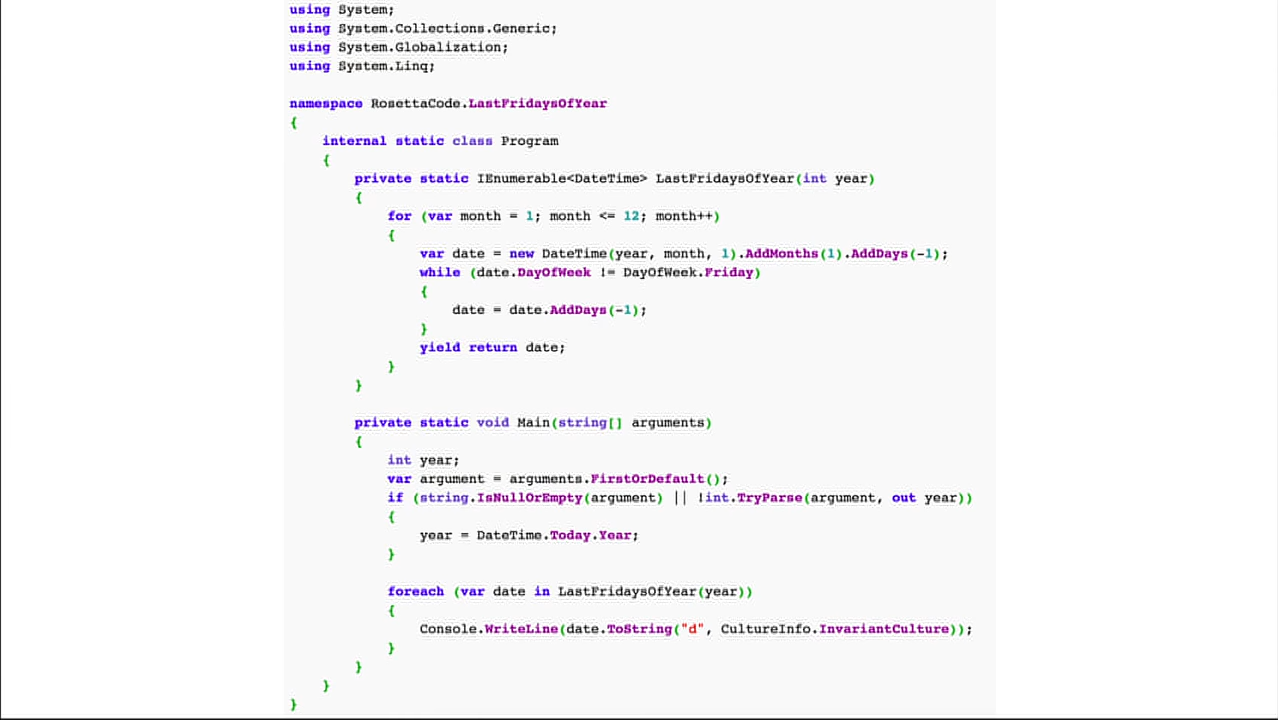 using System;
using System.Collections.Generic;
using System.Globalization;
using System.Linq;

namespace RosettaCode.LastFridaysOfYear
{
    internal static class Program
    {
        private static IEnumerable<DateTime> LastFridaysOfYear(int year)
        {
            for (var month = 1; month <= 12; month++)
            {
                var date = new DateTime(year, month, 1).AddMonths(1).AddDays(-1);
                while (date.DayOfWeek != DayOfWeek.Friday)
                {
                    date = date.AddDays(-1);
                }
                yield return date;
            }
        }

        private static void Main(string[] arguments)
        {
            int year;
            var argument = arguments.FirstOrDefault();
            if (string.IsNullOrEmpty(argument) || !int.TryParse(argument, out year))
            {
                year = DateTime.Today.Year;
            }

            foreach (var date in LastFridaysOfYear(year))
            {
                Console.WriteLine(date.ToString("d", CultureInfo.InvariantCulture));
            }
        }
    }
}